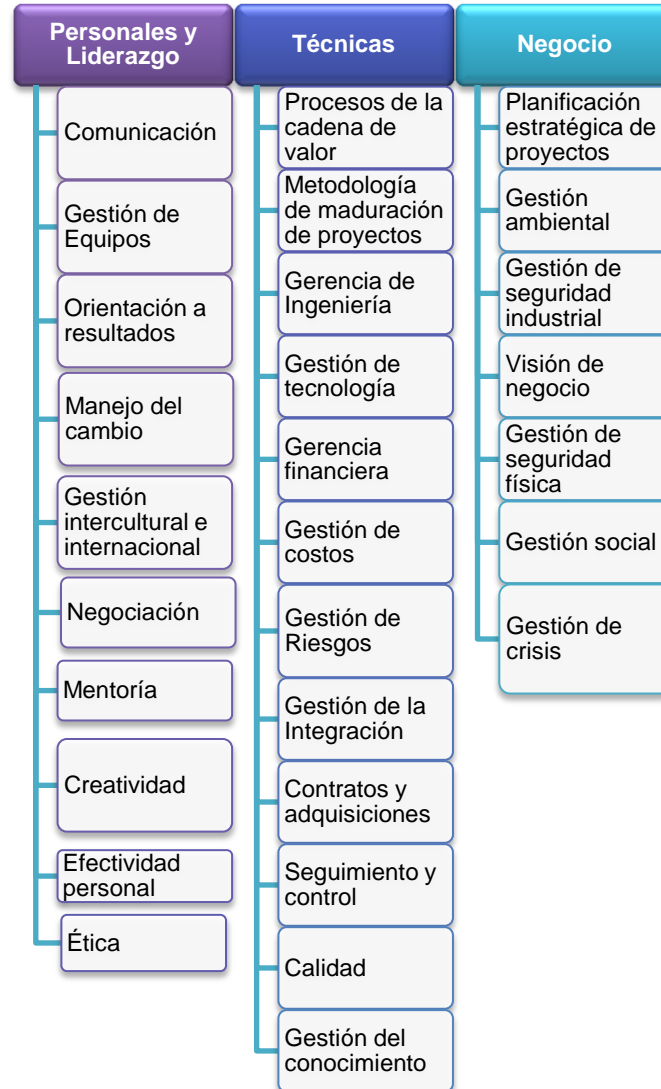 Personales y
Liderazgo
Comunicación
Gestión de
Equipos
Orientación a
resultados
Manejo del
cambio
Gestión
intercultural e
internacional
Negociación
Mentoría
Creatividad
Efectividad
personal
Ética
Técnicas
Procesos de la
cadena de
valor
Metodología
de maduración
de proyectos
Gerencia de
Ingeniería
Gestión de
tecnología
Gerencia
financiera
Gestión de
costos
Gestión de
Riesgos
Gestión de la
Integración
Contratos y
adquisiciones
Seguimiento y
control
Calidad
Gestión del
conocimiento
Negocio
Planificación
estratégica de
proyectos
Gestión
ambiental
Gestión de
seguridad
industrial
Visión de
negocio
Gestión de
seguridad
física
Gestión social
Gestión de
crisis